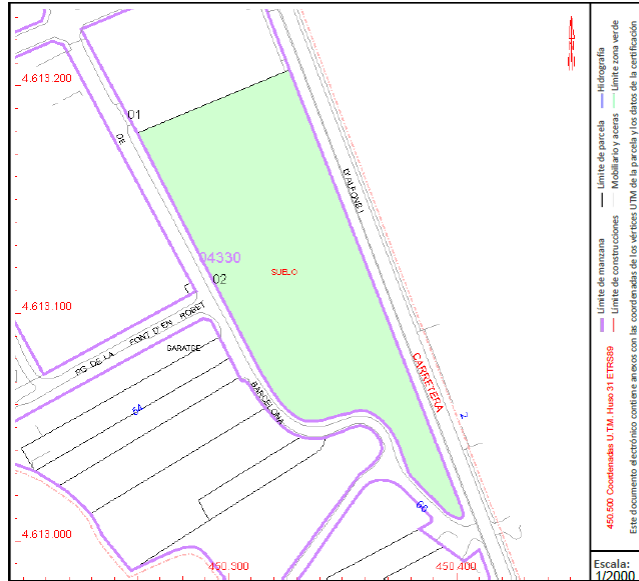 4.613.200
01
DE
D'ALFONS I
04330
02
SUELO
4.613.100
PG DE LA FONT D'EN ROBET
GARATGE
BARCELONA
CARRETERA
64
2
66
4.613.000
450.300
450.400
Límite de manzana
Límite de parcela
Hidrografía
Límite de construcciones
Mobiliario y aceras
Límite zona verde
450.500 Coordenadas U.T.M. Huso 31 ETRS89
Este documento electrónico contiene anexos con las coordenadas de los vértices UTM de la parcela y los datos de la certificación
Escala:
1/2000